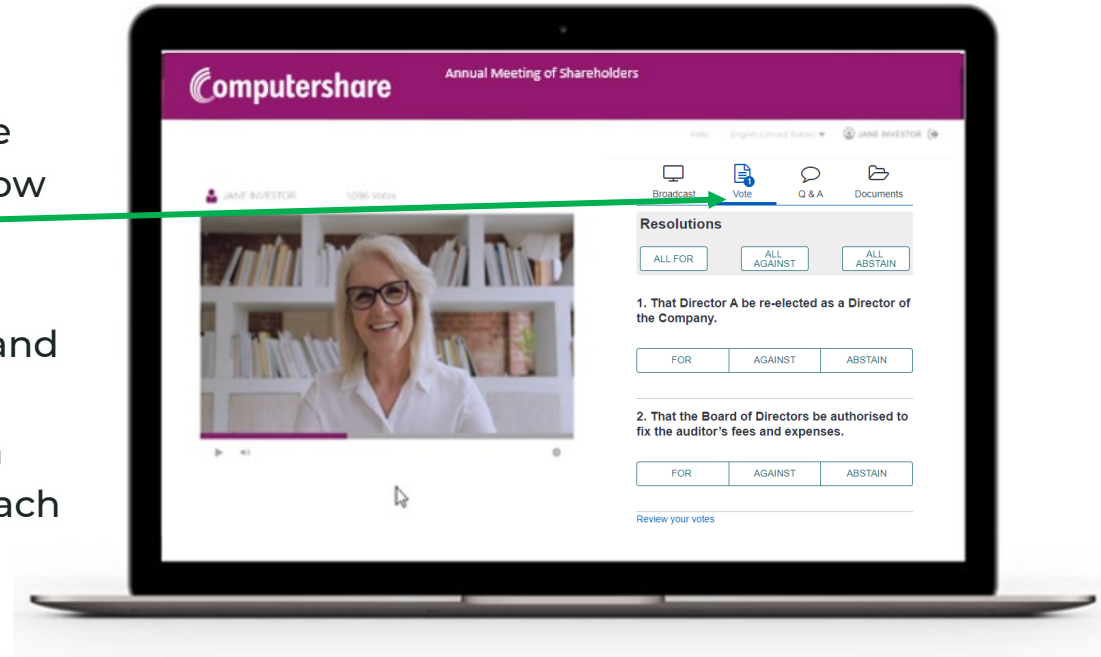 e
ow
and
ach
Computershare
Annual Meeting of Shareholders
Help English (United States) JANE INVESTOR
JANE INVESTOR 1,096 Votes
Broadcast
Vote
1
Q & A
Documents
Resolutions
ALL FOR
ALL
AGAINST
ALL
ABSTAIN
1. That Director A be re-elected as a Director of
the Company.
FOR AGAINST ABSTAIN
2. That the Board of Directors be authorised to
fix the auditor's fees and expenses.
FOR AGAINST ABSTAIN
Review your votes